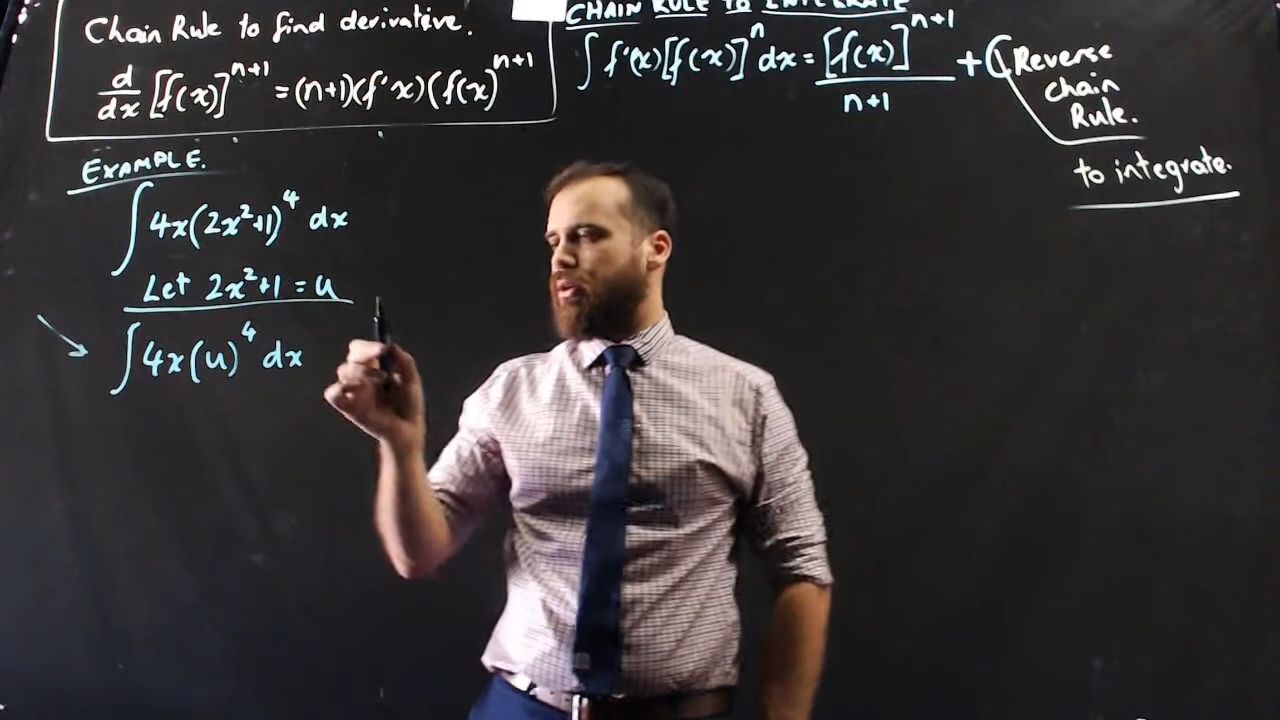 Chain Rule to find derivative.
d/dx [f(x)]^{n+1} = (n+1)(f'x)(f(x)^{n+1}
CHAIN RULE TO INTEGRATE
∫ f'(x)[f(x)]^n dx = [f(x)]^{n+1}/n+1 + C
Reverse
chain
Rule.
to integrate.
EXAMPLE.
∫ 4x(2x²+1)⁴ dx
Let 2x²+1 = u
∫ 4x(u)⁴ dx